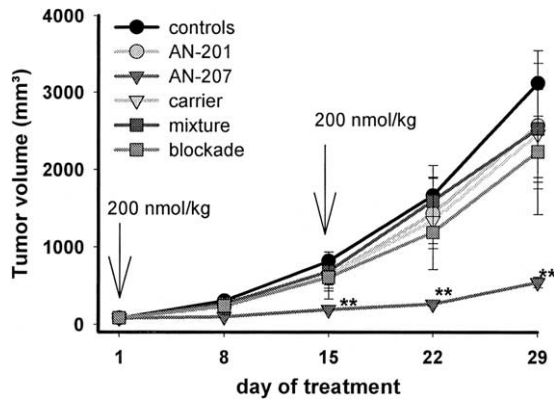 4000
3000
2000
1000
0
Tumor volume (mm³)
controls
AN-201
AN-207
carrier
mixture
blockade
200 nmol/kg
200 nmol/kg
**
**
**
1
8
15
22
29
day of treatment